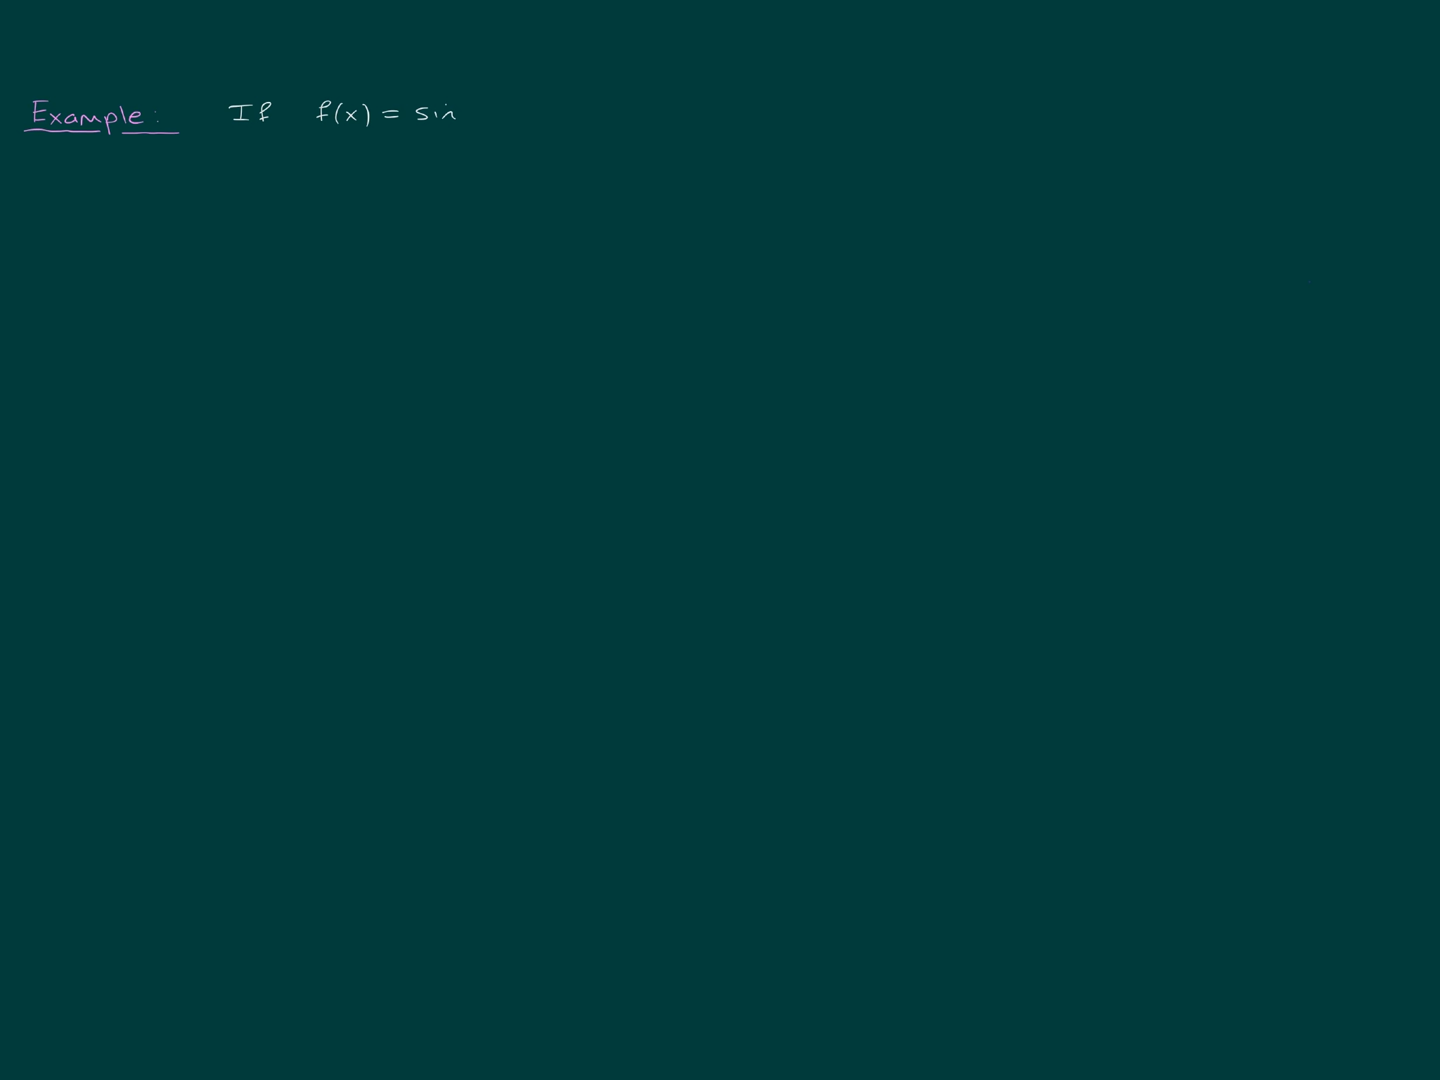 Example: If f(x) = sin